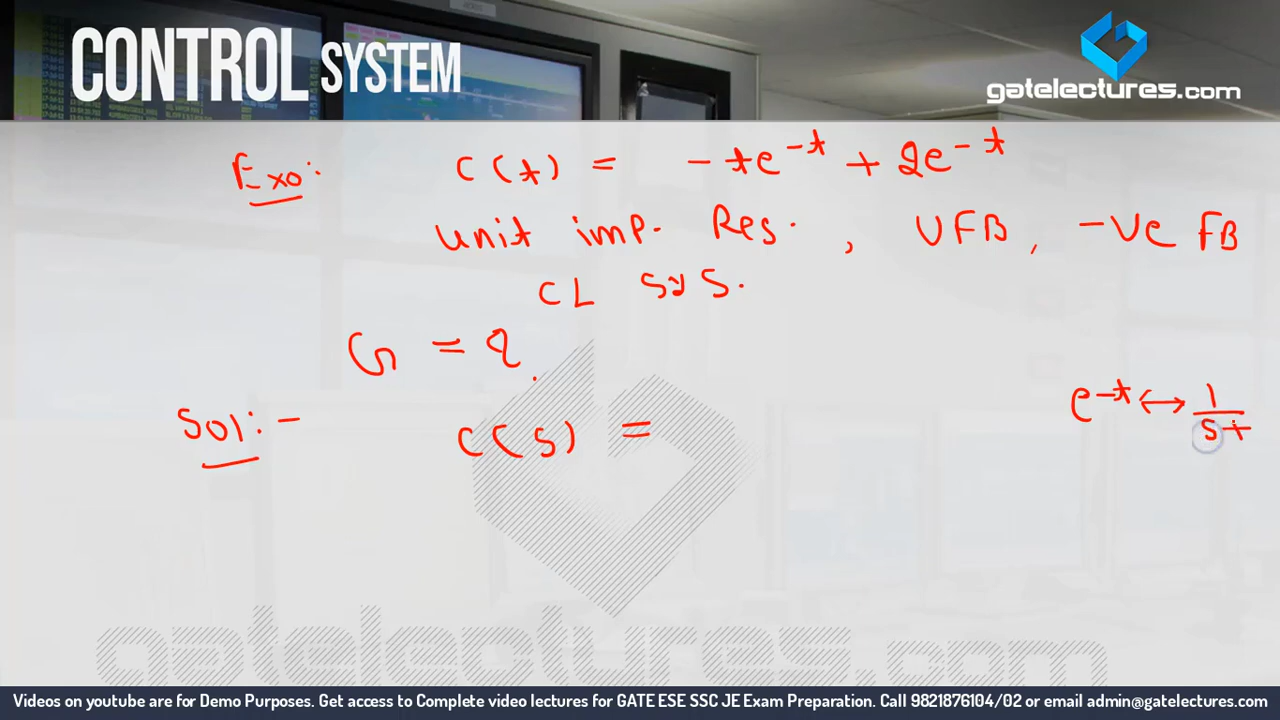 CONTROL SYSTEM
gatelectures.com
Exo: c(t) = -te^-t + 2e^-t
Unit imp. Res. , UFB, -ve FB
CL sys.
G = ?
Sol:- C(s) =
e^-t ↔ 1/s+
gatelectures.com
Videos on youtube are for Demo Purposes. Get access to Complete video lectures for GATE ESE SSC JE Exam Preparation. Call 9821876104/02 or email admin@gatelectures.com